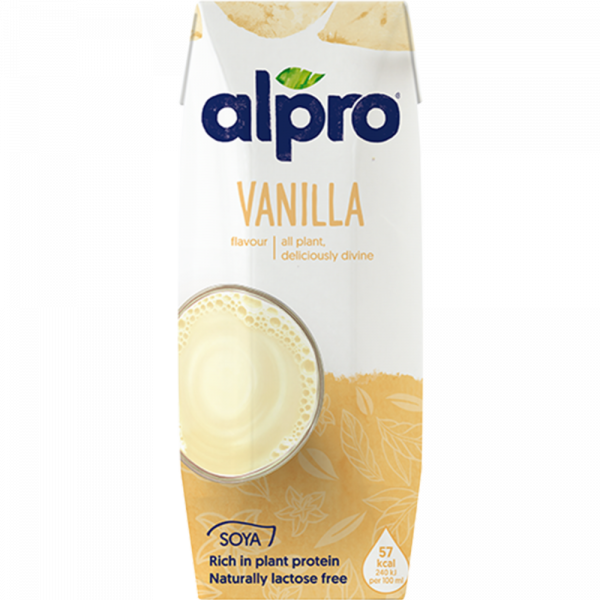 alpro®
VANILLA
flavour | all plant,
deliciously divine
SOYA
Rich in plant protein
Naturally lactose free
57
kcal
240 kJ
per 100 ml